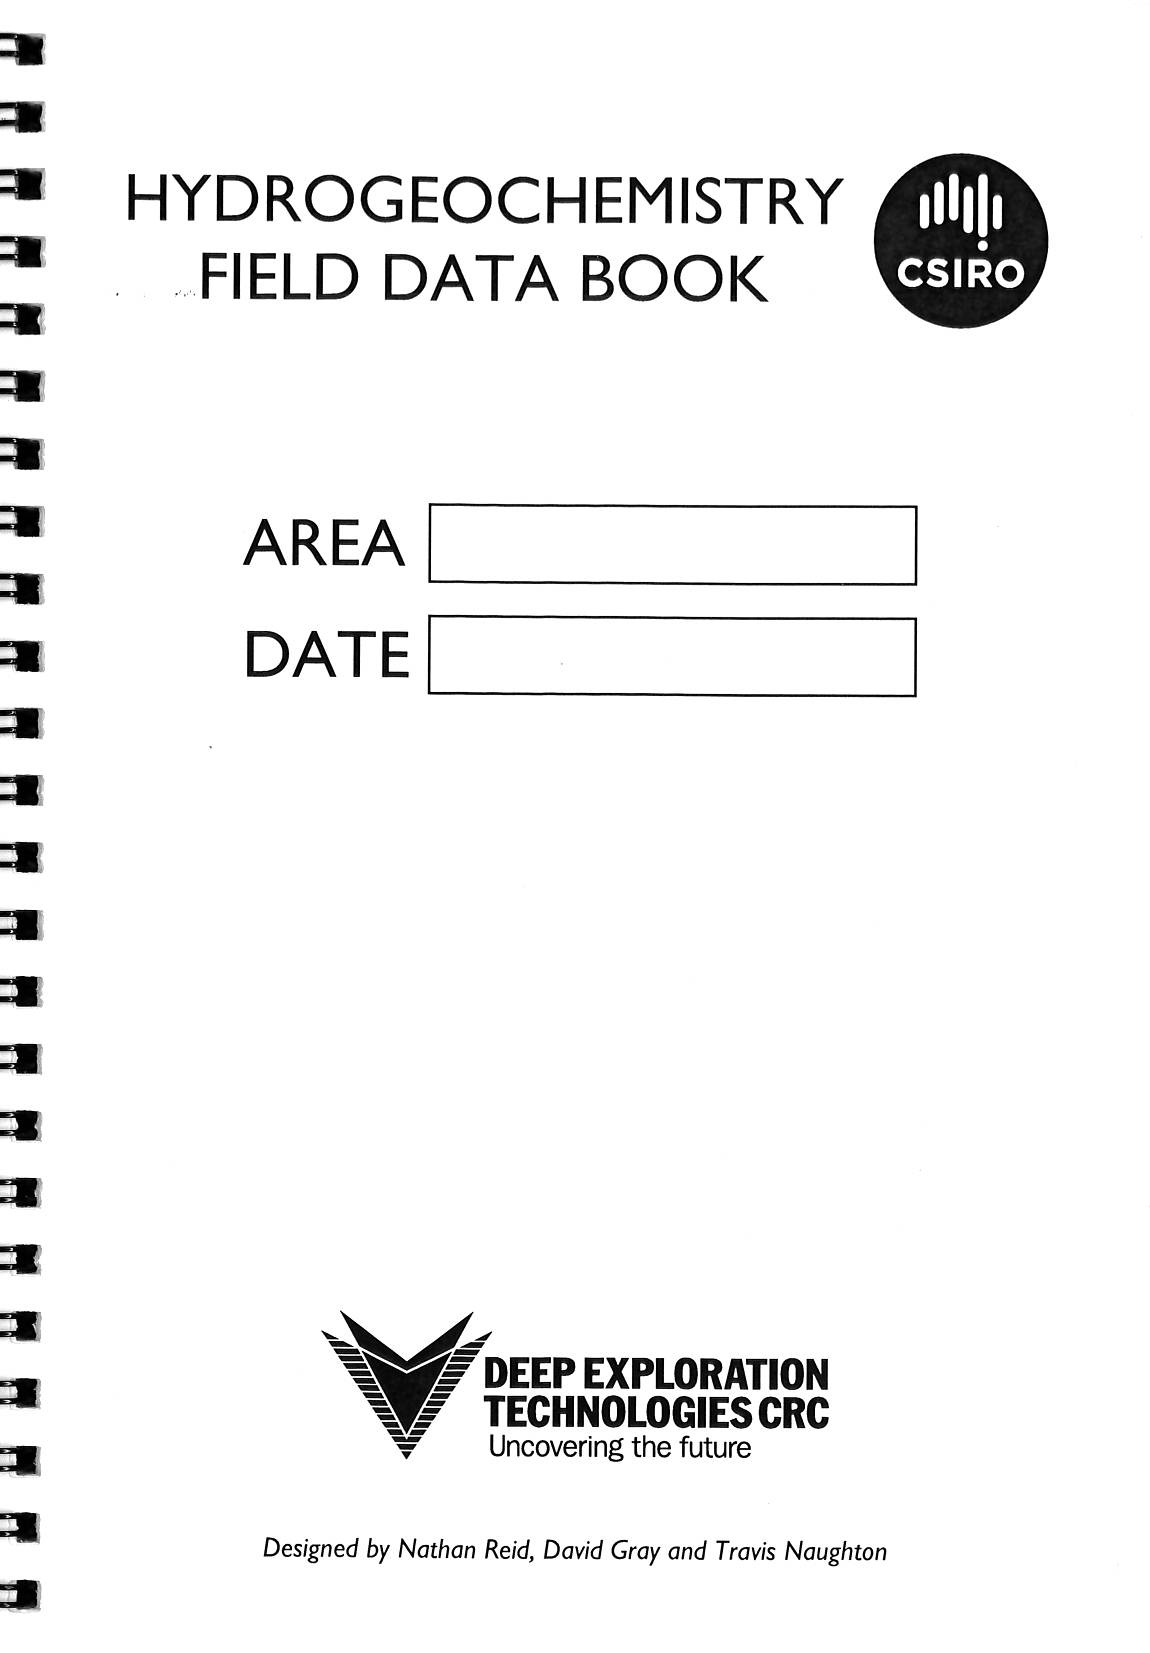 HYDROGEOCHEMISTRY
FIELD DATA BOOK
CSIRO
AREA
DATE
DEEP EXPLORATION
TECHNOLOGIES CRC
Uncovering the future
Designed by Nathan Reid, David Gray and Travis Naughton